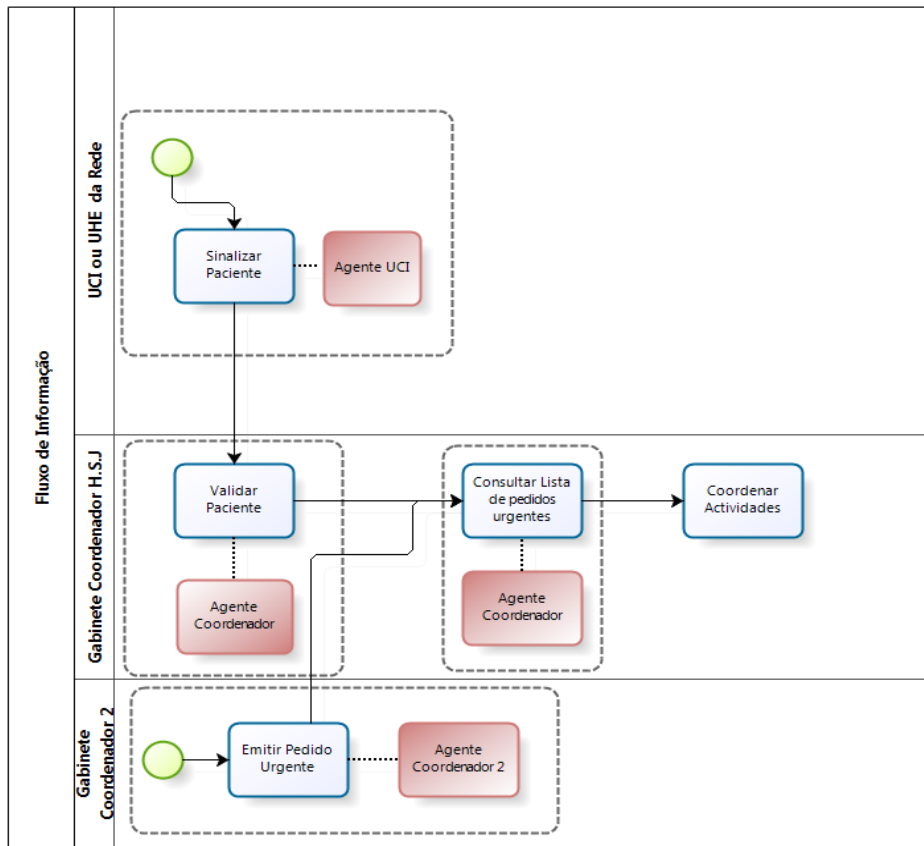 Fluxo de Informação
UCI ou UHE da Rede
Sinalizar
Paciente
Agente UCI
Gabinete Coordenador H.S.J
Validar
Paciente
Agente
Coordenador
Consultar Lista
de pedidos
urgentes
Agente
Coordenador
Coordenar
Actividades
Gabinete
Coordenador 2
Emitir Pedido
Urgente
Agente
Coordenador 2